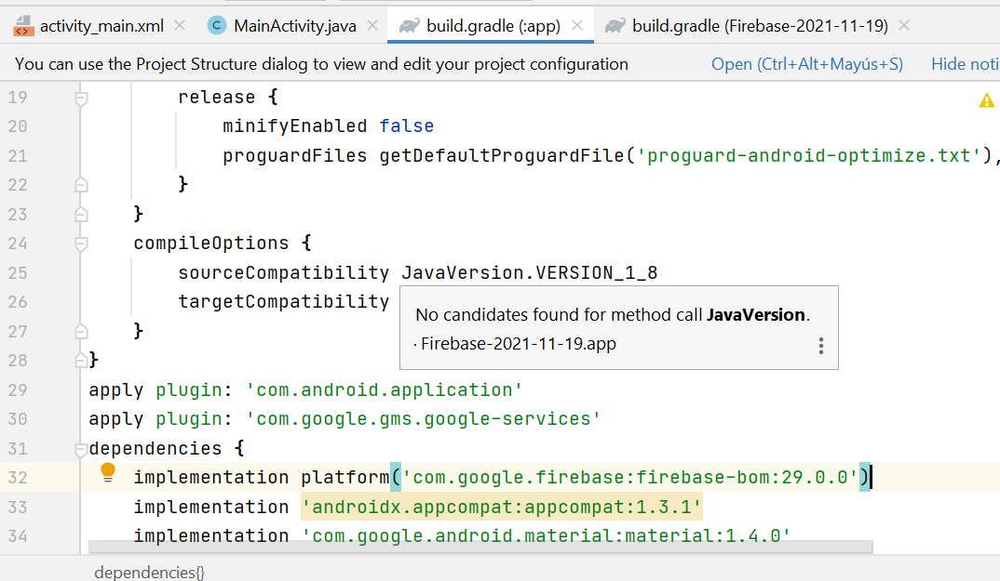 activity_main.xml MainActivity.java build.gradle (:app) build.gradle (Firebase-2021-11-19)
You can use the Project Structure dialog to view and edit your project configuration Open (Ctrl+Alt+Mayús+S) Hide noti
19 release {
20 minifyEnabled false
21 proguardFiles getDefaultProguardFile('proguard-android-optimize.txt'),
22 }
23 }
24 compileOptions {
25 sourceCompatibility JavaVersion.VERSION_1_8
26 targetCompatibility
No candidates found for method call JavaVersion.
· Firebase-2021-11-19.app
27 }
28 }
29 apply plugin: 'com.android.application'
30 apply plugin: 'com.google.gms.google-services'
31 dependencies {
32 implementation platform('com.google.firebase:firebase-bom:29.0.0')
33 implementation 'androidx.appcompat:appcompat:1.3.1'
34 implementation 'com.google.android.material:material:1.4.0'
dependencies{}